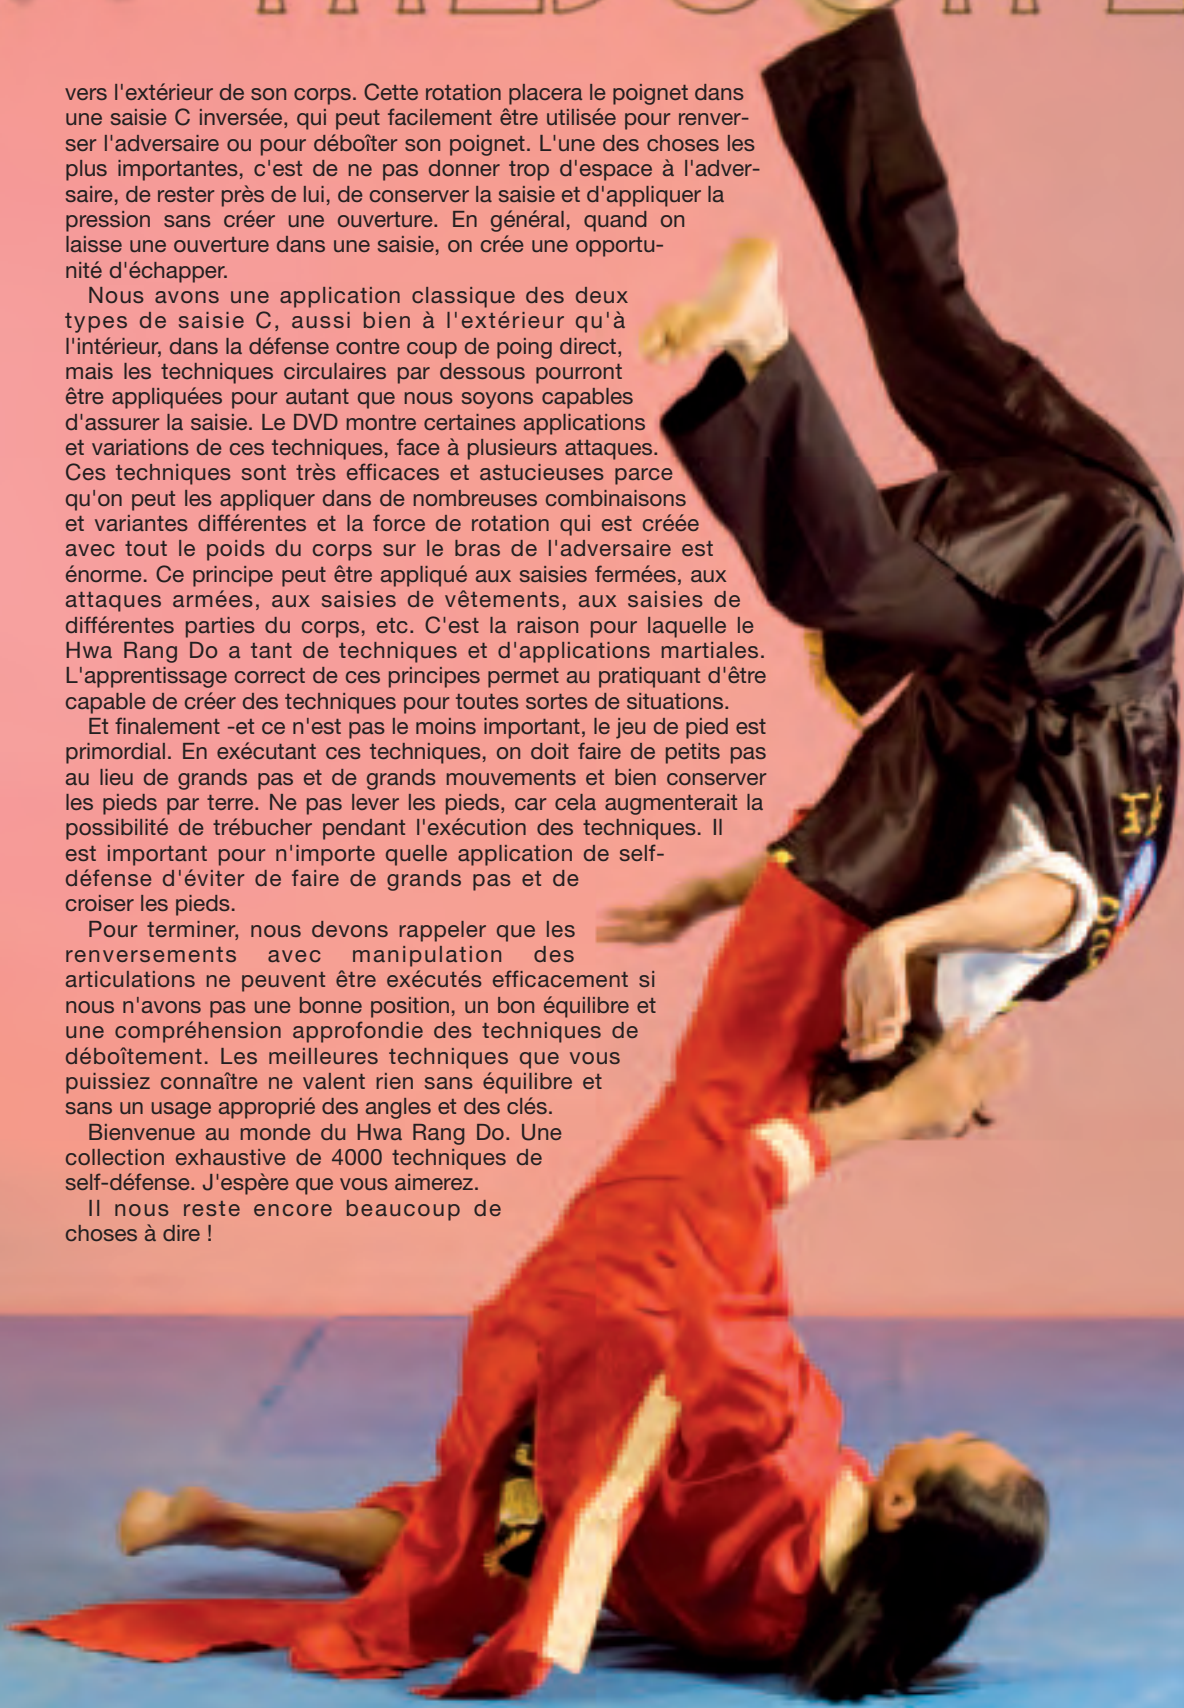 vers l'extérieur de son corps. Cette rotation placera le poignet dans
une saisie C inversée, qui peut facilement être utilisée pour renver-
ser l'adversaire ou pour déboîter son poignet. L'une des choses les
plus importantes, c'est de ne pas donner trop d'espace à l'adver-
saire, de rester près de lui, de conserver la saisie et d'appliquer la
pression sans créer une ouverture. En général, quand on
laisse une ouverture dans une saisie, on crée une opportu-
nité d'échapper.
Nous avons une application classique des deux
types de saisie C, aussi bien à l'extérieur qu'à
l'intérieur, dans la défense contre coup de poing direct,
mais les techniques circulaires par dessous pourront
être appliquées pour autant que nous soyons capables
d'assurer la saisie. Le DVD montre certaines applications
et variations de ces techniques, face à plusieurs attaques.
Ces techniques sont très efficaces et astucieuses parce
qu'on peut les appliquer dans de nombreuses combinaisons
et variantes différentes et la force de rotation qui est créée
avec tout le poids du corps sur le bras de l'adversaire est
énorme. Ce principe peut être appliqué aux saisies fermées, aux
attaques armées, aux saisies de vêtements, aux saisies de
différentes parties du corps, etc. C'est la raison pour laquelle le
Hwa Rang Do a tant de techniques et d'applications martiales.
L'apprentissage correct de ces principes permet au pratiquant d'être
capable de créer des techniques pour toutes sortes de situations.
Et finalement -et ce n'est pas le moins important, le jeu de pied est
primordial. En exécutant ces techniques, on doit faire de petits pas
au lieu de grands pas et de grands mouvements et bien conserver
les pieds par terre. Ne pas lever les pieds, car cela augmenterait la
possibilité de trébucher pendant l'exécution des techniques. Il
est important pour n'importe quelle application de self-
défense d'éviter de faire de grands pas et de
croiser les pieds.
Pour terminer, nous devons rappeler que les
renversements avec manipulation des
articulations ne peuvent être exécutés efficacement si
nous n'avons pas une bonne position, un bon équilibre et
une compréhension approfondie des techniques de
déboîtement. Les meilleures techniques que vous
puissiez connaître ne valent rien sans équilibre et
sans un usage approprié des angles et des clés.
Bienvenue au monde du Hwa Rang Do. Une
collection exhaustive de 4000 techniques de
self-défense. J'espère que vous aimerez.
Il nous reste encore beaucoup de
choses à dire !